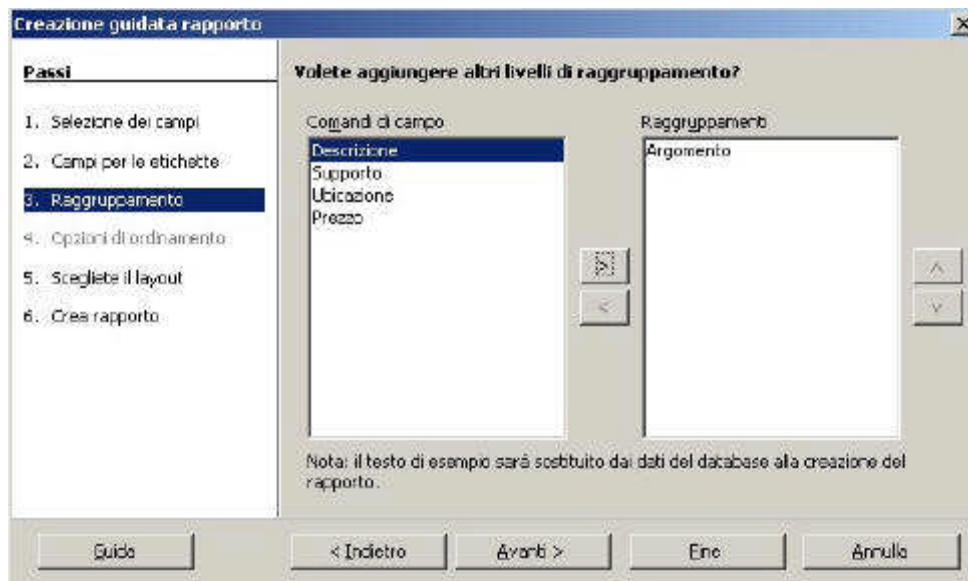 Creazione guidata rapporto
Passi
1. Selezione dei campi
2. Campi per le etichette
3. Raggruppamento
4. Opzioni di ordinamento
5. Scegliete il layout
6. Crea rapporto
Volete aggiungere altri livelli di raggruppamento?
Comandi di campo
Descrizione
Supporto
Ubicazione
Prezzo
>
<
Raggruppamenti
Argomento
^
v
Nota: il testo di esempio sarà sostituito dai dati del database alla creazione del
rapporto.
Guida
< Indietro
Avanti >
Fine
Annulla